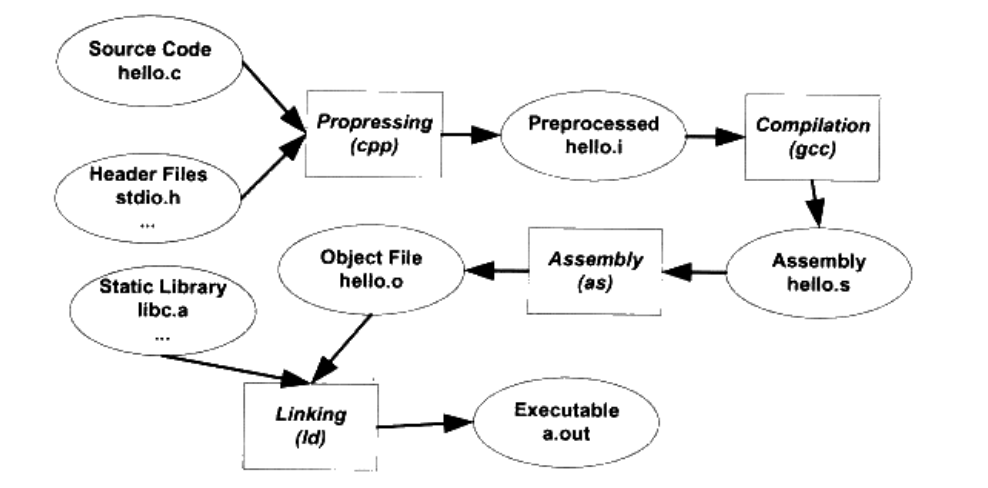 Source Code
hello.c
Propressing
(cpp)
Preprocessed
hello.i
Compilation
(gcc)
Header Files
stdio.h
...
Object File
hello.o
Assembly
(as)
Assembly
hello.s
Static Library
libc.a
...
Linking
(ld)
Executable
a.out